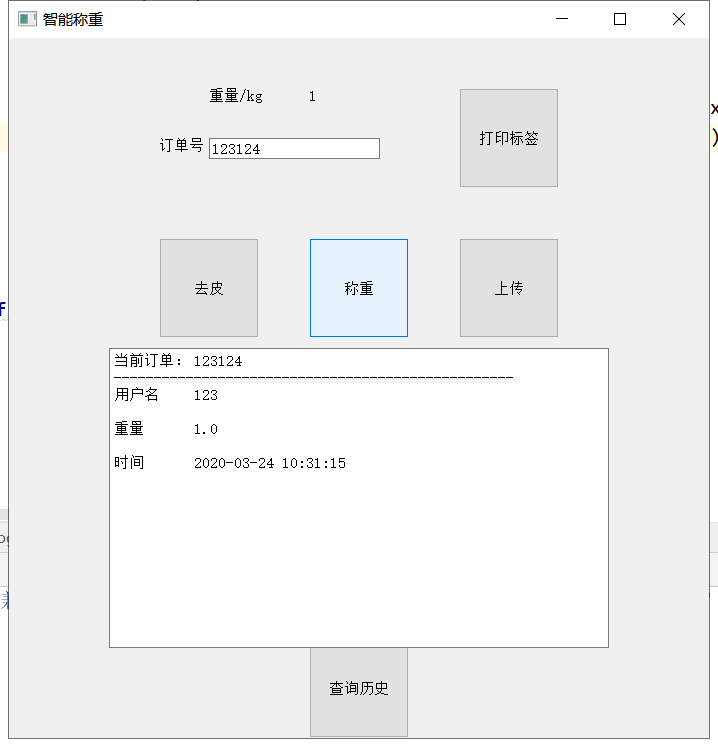 智能称重
重量/kg 1
打印标签
订单号 123124
去皮 称重 上传
当前订单: 123124
--------------------------------------------------
用户名 123
重量 1.0
时间 2020-03-24 10:31:15
查询历史